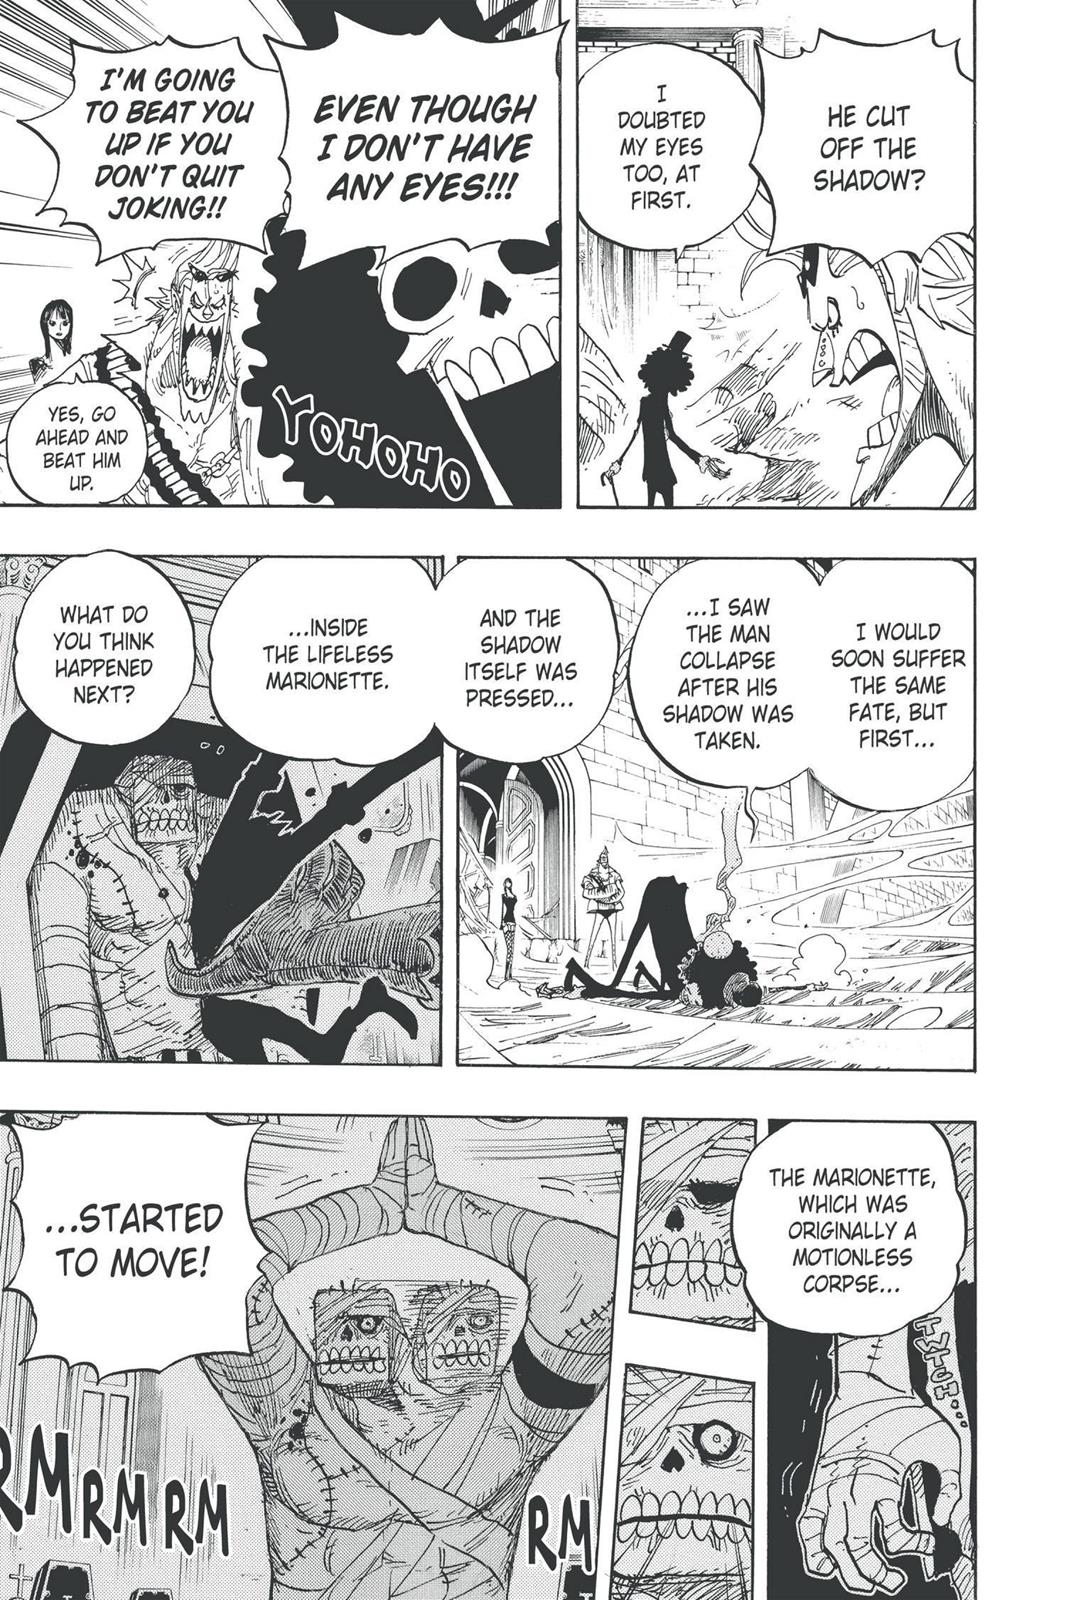 HE CUT
OFF THE
SHADOW?
I
DOUBTED
MY EYES
TOO, AT
FIRST.
EVEN THOUGH
I DON'T HAVE
ANY EYES!!!
YOHOHO
I'M GOING
TO BEAT YOU
UP IF YOU
DON'T QUIT
JOKING!!
YES, GO
AHEAD AND
BEAT HIM
UP.
I WOULD
SOON SUFFER
THE SAME
FATE, BUT
FIRST...
...I SAW
THE MAN
COLLAPSE
AFTER HIS
SHADOW WAS
TAKEN.
AND THE
SHADOW
ITSELF WAS
PRESSED...
...INSIDE
THE LIFELESS
MARIONETTE.
WHAT DO
YOU THINK
HAPPENED
NEXT?
THE MARIONETTE,
WHICH WAS
ORIGINALLY A
MOTIONLESS
CORPSE...
TWTCH...
...STARTED
TO MOVE!
RM
RM RM RM